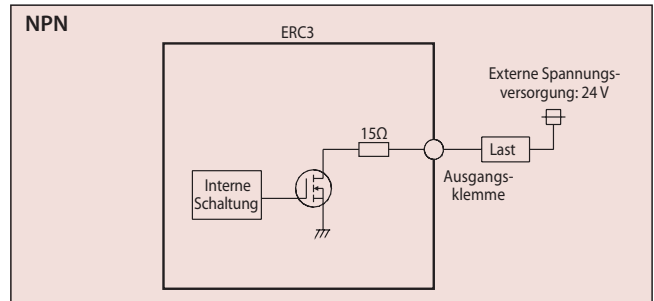 NPN
ERC3
Externe Spannungs-
versorgung: 24 V
15Ω
Last
Ausgangs-
klemme
Interne
Schaltung